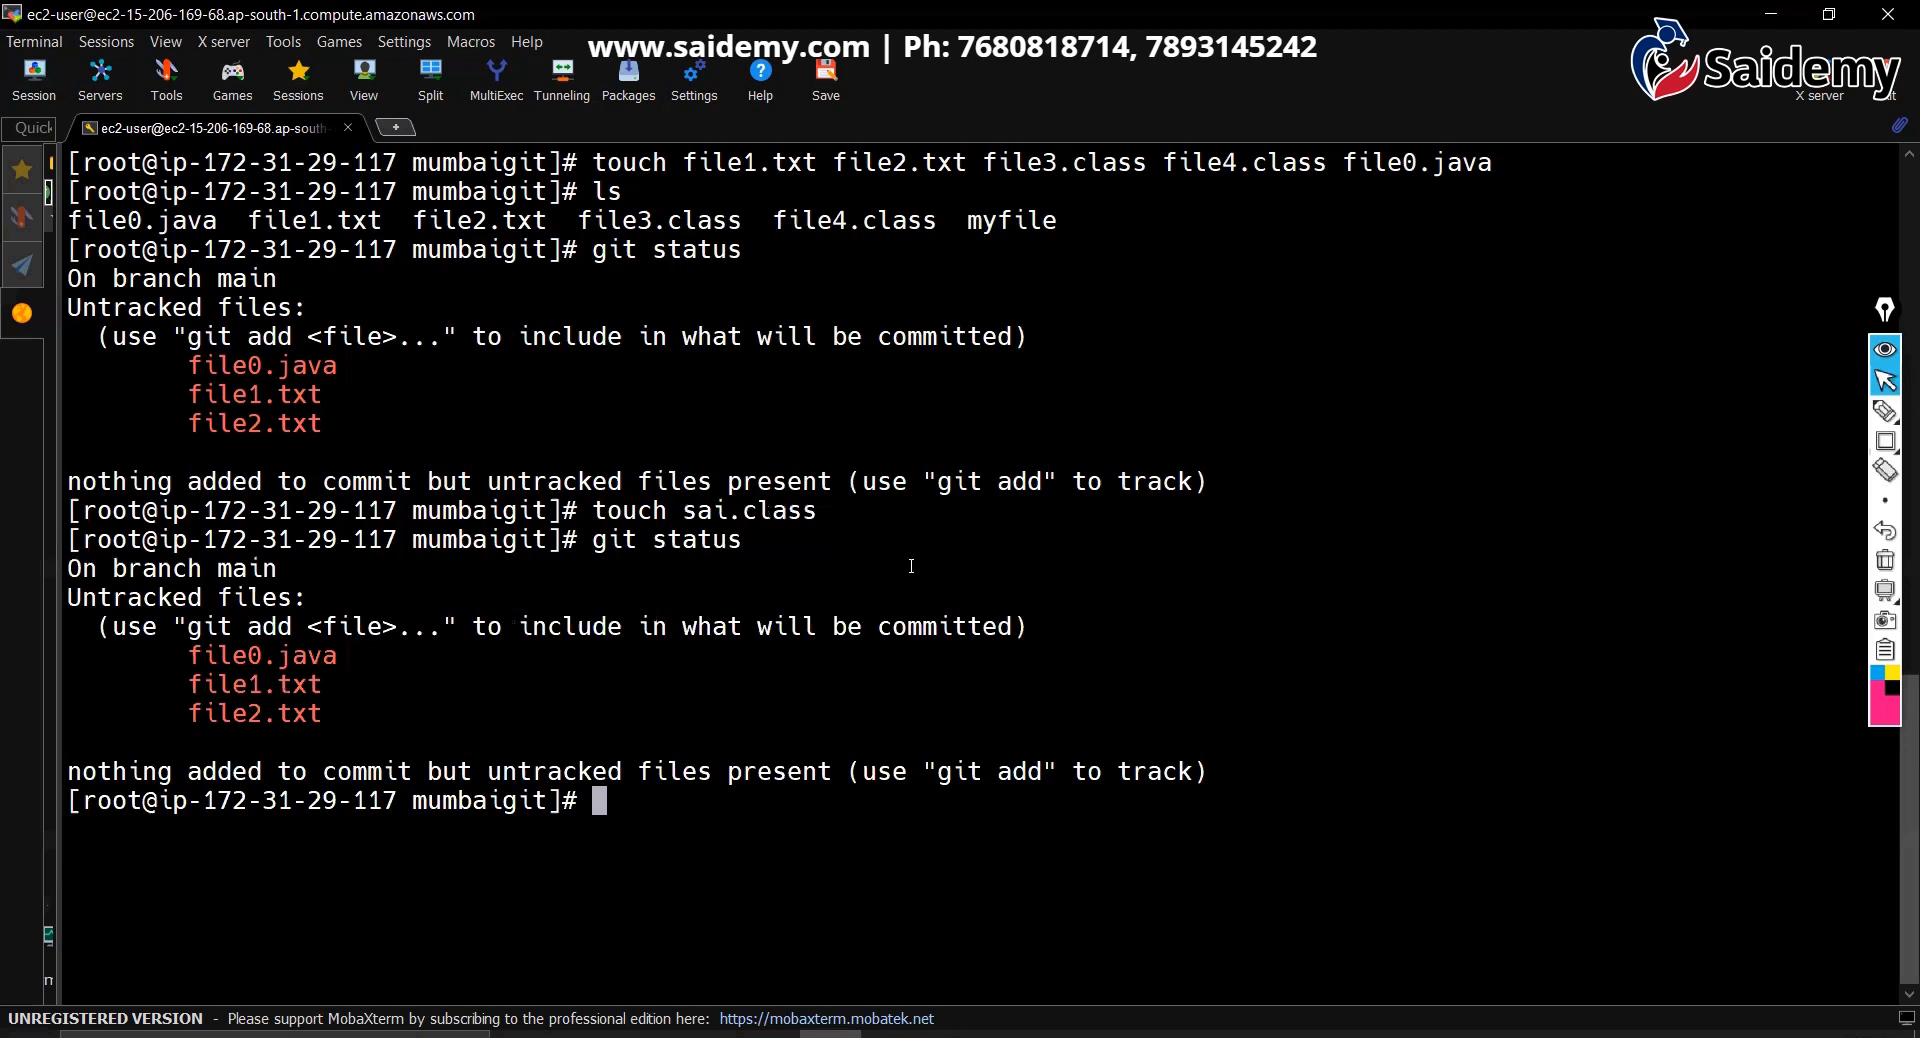 ec2-user@ec2-15-206-169-68.ap-south-1.compute.amazonaws.com
Terminal Sessions View X server Tools Games Settings Macros Help
www.saidemy.com | Ph: 7680818714, 7893145242
Saidemy
Session Servers Tools Games Sessions View Split MultiExec Tunneling Packages Settings Help Save X server
Quick ec2-user@ec2-15-206-169-68.ap-south-
[root@ip-172-31-29-117 mumbaigit]# touch file1.txt file2.txt file3.class file4.class file0.java
[root@ip-172-31-29-117 mumbaigit]# ls
file0.java file1.txt file2.txt file3.class file4.class myfile
[root@ip-172-31-29-117 mumbaigit]# git status
On branch main
Untracked files:
(use "git add <file>..." to include in what will be committed)
file0.java
file1.txt
file2.txt
nothing added to commit but untracked files present (use "git add" to track)
[root@ip-172-31-29-117 mumbaigit]# touch sai.class
[root@ip-172-31-29-117 mumbaigit]# git status
On branch main
Untracked files:
(use "git add <file>..." to include in what will be committed)
file0.java
file1.txt
file2.txt
nothing added to commit but untracked files present (use "git add" to track)
[root@ip-172-31-29-117 mumbaigit]#
UNREGISTERED VERSION - Please support MobaXterm by subscribing to the professional edition here: https://mobaxterm.mobatek.net